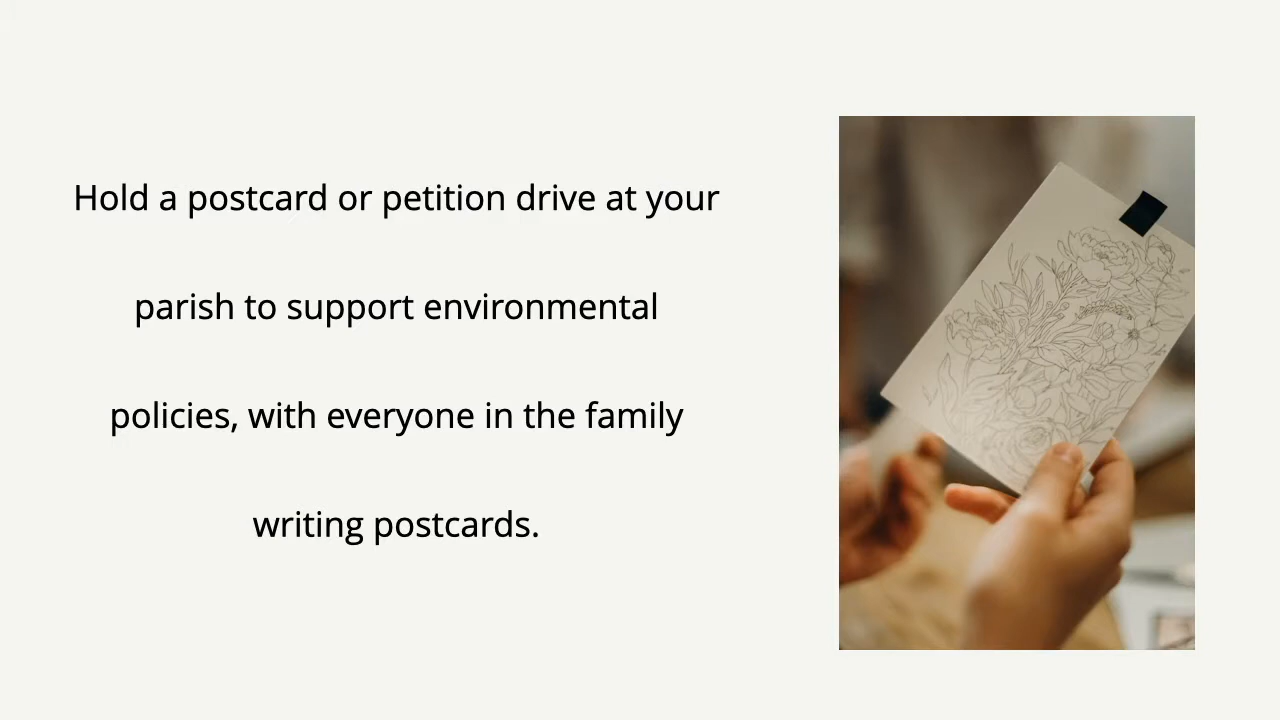 Hold a postcard or petition drive at your
parish to support environmental
policies, with everyone in the family
writing postcards.